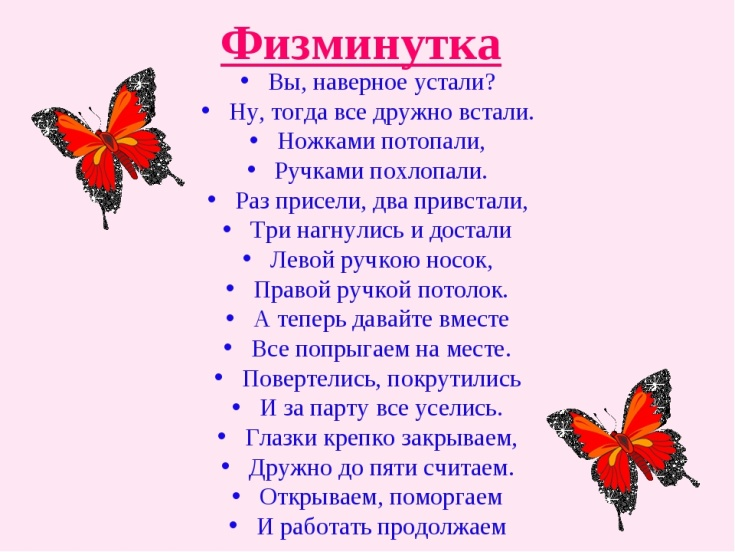 Физминутка
• Вы, наверное устали?
• Ну, тогда все дружно встали.
• Ножками потопали,
• Ручками похлопали.
• Раз присели, два привстали,
• Три нагнулись и достали
• Левой ручкою носок,
• Правой ручкой потолок.
• А теперь давайте вместе
• Все попрыгаем на месте.
• Повертелись, покрутились
• И за парту все уселись.
• Глазки крепко закрываем,
• Дружно до пяти считаем.
• Открываем, поморгаем
• И работать продолжаем